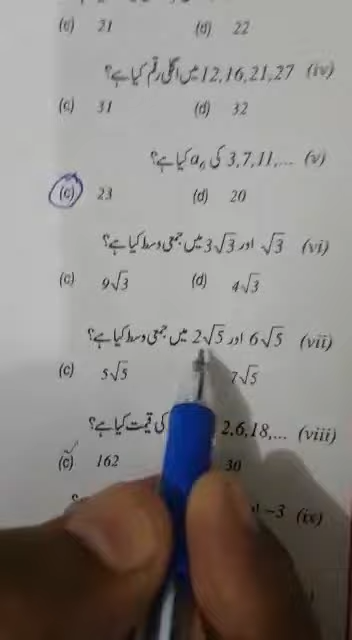 (c) 21 (d) 22
(iv) 12,16,21,27 میں اگلی رقم کیا ہے؟
(c) 31 (d) 32
(v) 3,7,11,... کی a₆ کیا ہے؟
(c) 23 (d) 20
(vi) √3 اور 3√3 میں جمعی وسط کیا ہے؟
(c) 9√3 (d) 4√3
(vii) 6√5 اور 2√5 میں جمعی وسط کیا ہے؟
(c) 5√5 7√5
(viii) 2,6,18,... کی قیمت کیا ہے؟
(c) 162 30
(ix) -3